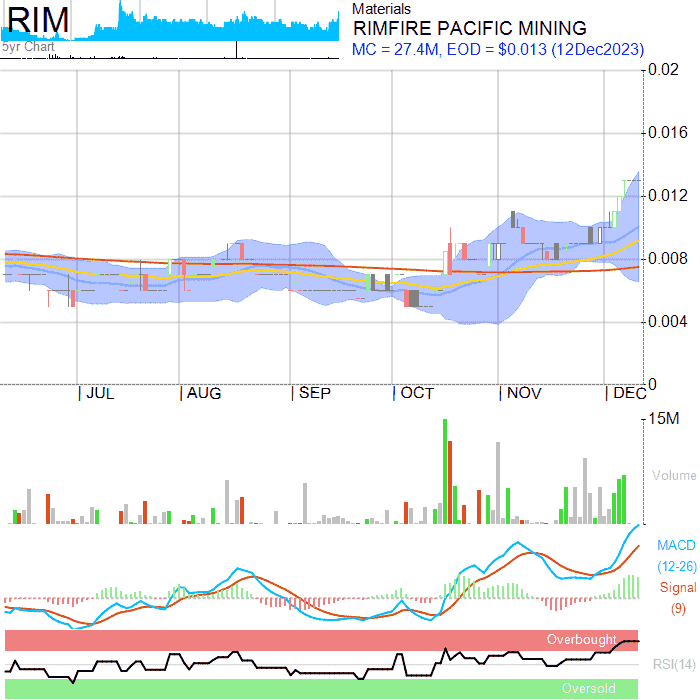 RIM
5yr Chart
Materials
RIMFIRE PACIFIC MINING
MC = 27.4M, EOD = $0.013 (12Dec2023)
0.02
0.016
0.012
0.008
0.004
0
JUL AUG SEP OCT NOV DEC
15M
Volume
MACD
(12-26)
Signal
(9)
Overbought
RSI(14)
Oversold